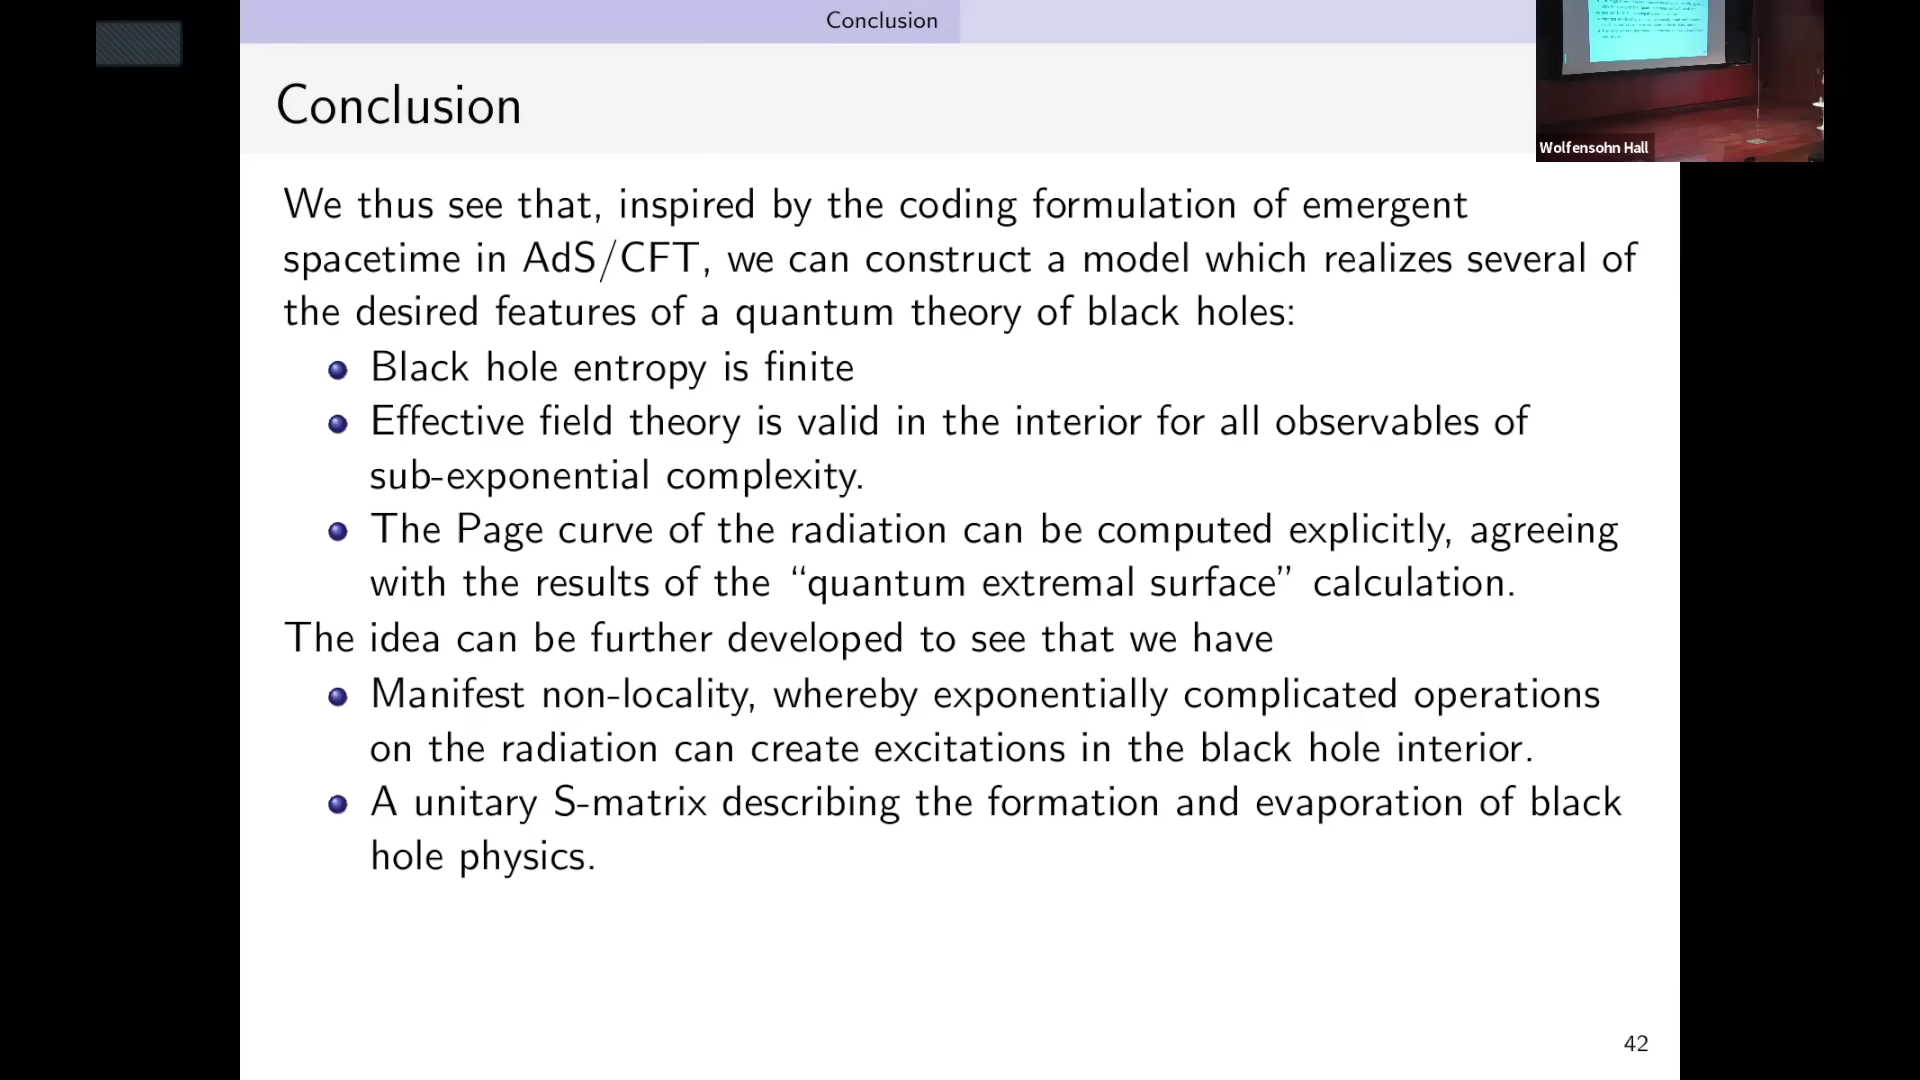 Conclusion
Conclusion
Wolfensohn Hall
We thus see that, inspired by the coding formulation of emergent
spacetime in AdS/CFT, we can construct a model which realizes several of
the desired features of a quantum theory of black holes:
Black hole entropy is finite
Effective field theory is valid in the interior for all observables of
sub-exponential complexity.
The Page curve of the radiation can be computed explicitly, agreeing
with the results of the “quantum extremal surface” calculation.
The idea can be further developed to see that we have
Manifest non-locality, whereby exponentially complicated operations
on the radiation can create excitations in the black hole interior.
A unitary S-matrix describing the formation and evaporation of black
hole physics.
42